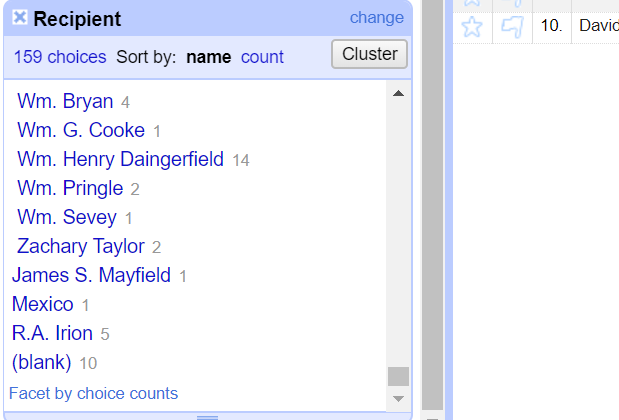 Recipient change
159 choices Sort by: name count Cluster
Wm. Bryan 4
Wm. G. Cooke 1
Wm. Henry Daingerfield 14
Wm. Pringle 2
Wm. Sevey 1
Zachary Taylor 2
James S. Mayfield 1
Mexico 1
R.A. Irion 5
(blank) 10
Facet by choice counts
10. David